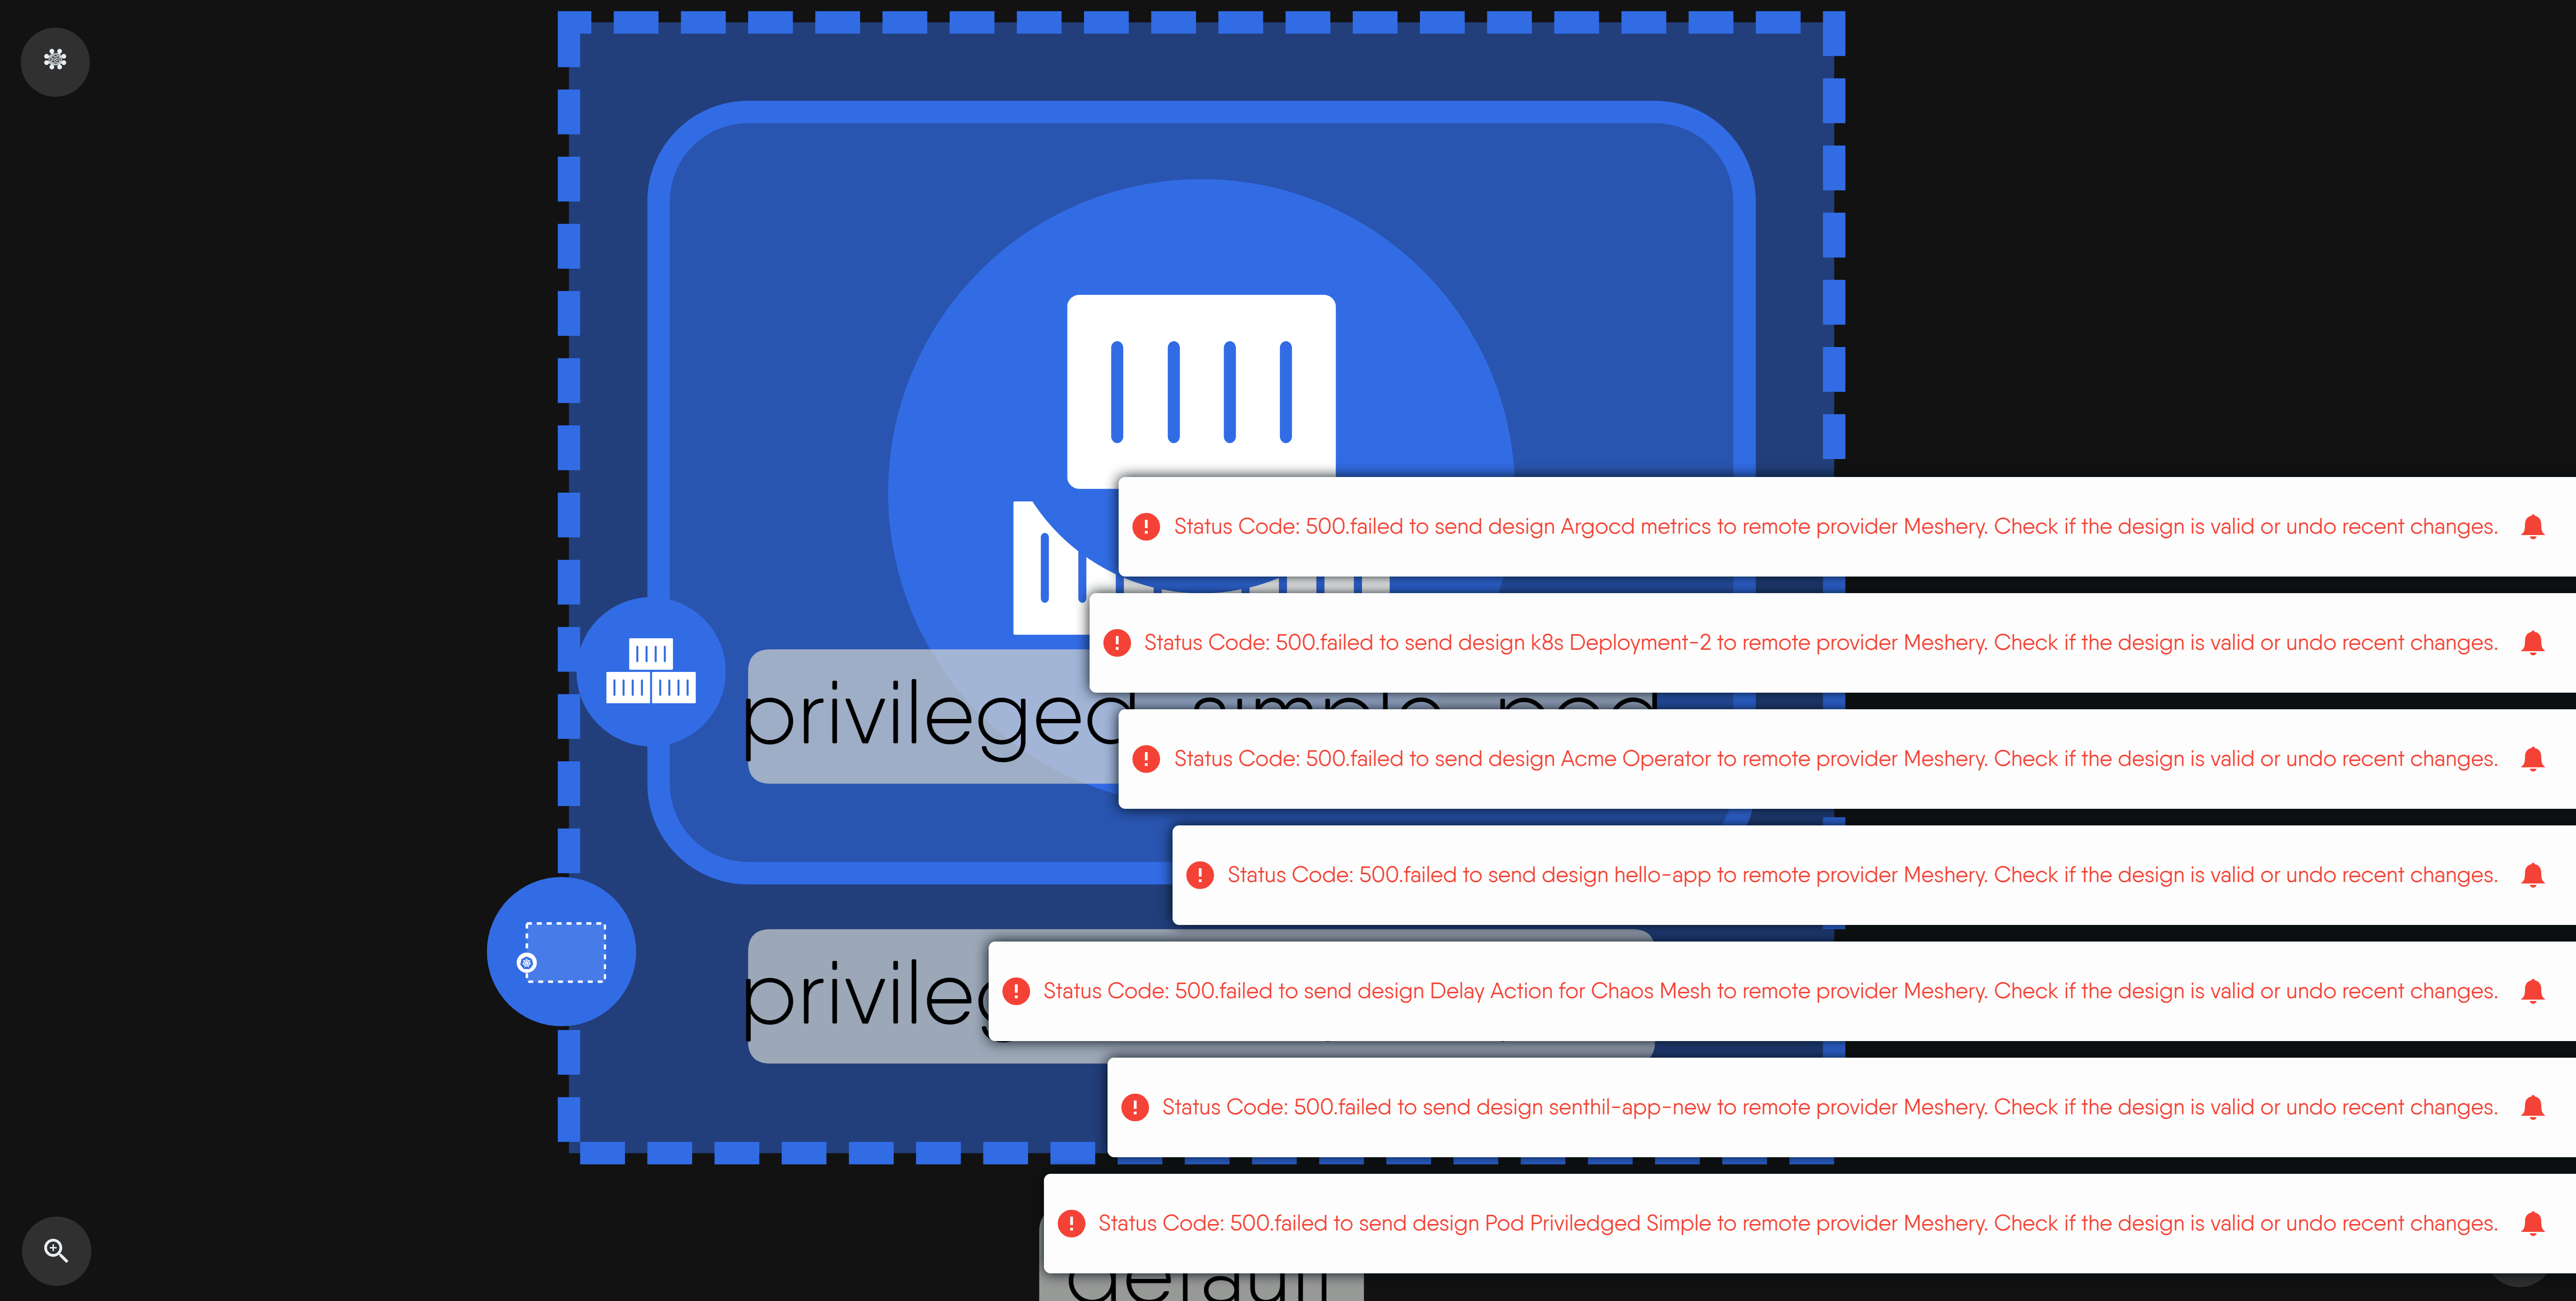 Status Code: 500.failed to send design Argocd metrics to remote provider Meshery. Check if the design is valid or undo recent changes.
Status Code: 500.failed to send design k8s Deployment-2 to remote provider Meshery. Check if the design is valid or undo recent changes.
privileged_simple_pod
Status Code: 500.failed to send design Acme Operator to remote provider Meshery. Check if the design is valid or undo recent changes.
Status Code: 500.failed to send design hello-app to remote provider Meshery. Check if the design is valid or undo recent changes.
Status Code: 500.failed to send design Delay Action for Chaos Mesh to remote provider Meshery. Check if the design is valid or undo recent changes.
Status Code: 500.failed to send design senthil-app-new to remote provider Meshery. Check if the design is valid or undo recent changes.
Status Code: 500.failed to send design Pod Priviledged Simple to remote provider Meshery. Check if the design is valid or undo recent changes.
default